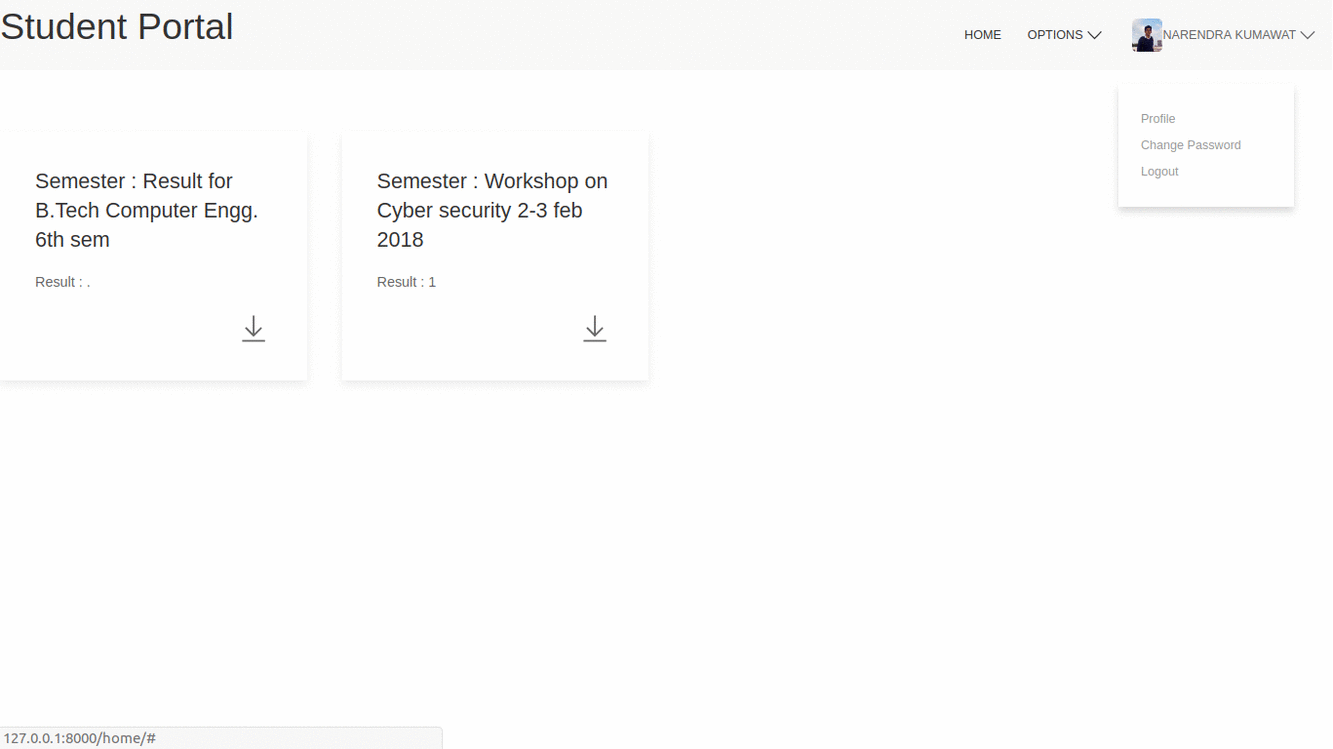 Student Portal
HOME
OPTIONS
NARENDRA KUMAWAT
Profile
Change Password
Logout
Semester : Result for
B.Tech Computer Engg.
6th sem
Result : .
Semester : Workshop on
Cyber security 2-3 feb
2018
Result : 1
127.0.0.1:8000/home/#